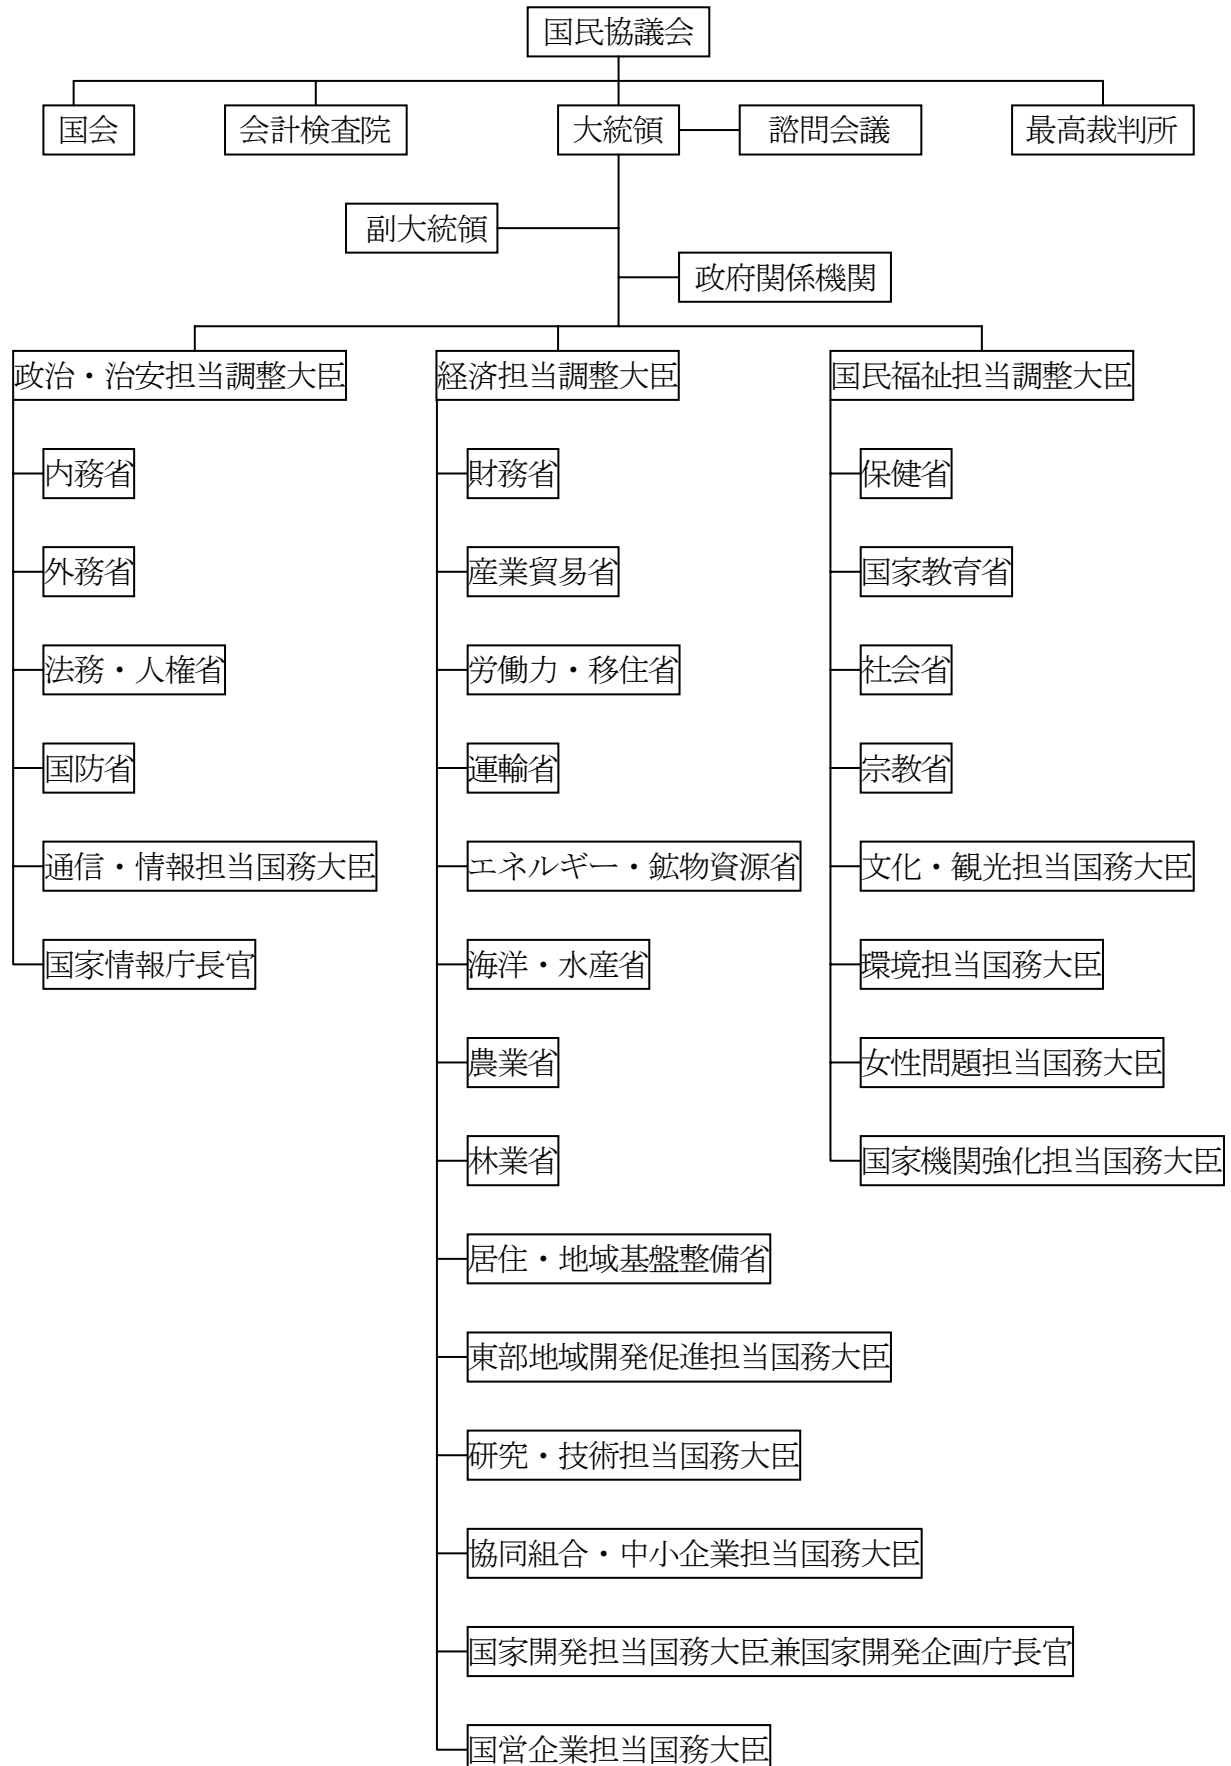 国民協議会
国会
会計検査院
大統領
諮問会議
最高裁判所
副大統領
政府関係機関
政治・治安担当調整大臣
内務省
外務省
法務・人権省
国防省
通信・情報担当国務大臣
国家情報庁長官
経済担当調整大臣
財務省
産業貿易省
労働力・移住省
運輸省
エネルギー・鉱物資源省
海洋・水産省
農業省
林業省
居住・地域基盤整備省
東部地域開発促進担当国務大臣
研究・技術担当国務大臣
協同組合・中小企業担当国務大臣
国家開発担当国務大臣兼国家開発企画庁長官
国営企業担当国務大臣
国民福祉担当調整大臣
保健省
国家教育省
社会省
宗教省
文化・観光担当国務大臣
環境担当国務大臣
女性問題担当国務大臣
国家機関強化担当国務大臣